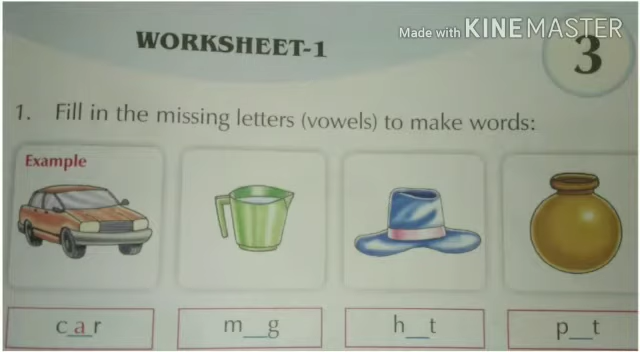 Made with KINEMASTER
WORKSHEET-1
3
1. Fill in the missing letters (vowels) to make words:
Example
c a r
m__g
h__t
p__t